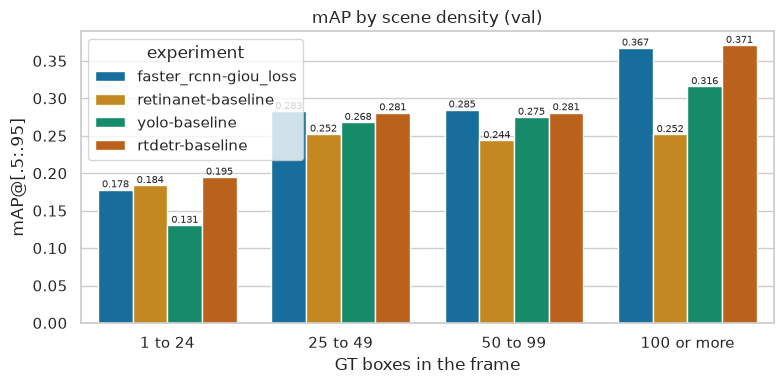 mAP by scene density (val)
mAP@[.5:.95]
0.35
0.30
0.25
0.20
0.15
0.10
0.05
0.00
experiment
faster_rcnn-giou_loss
retinanet-baseline
yolo-baseline
rtdetr-baseline
0.178
0.184
0.131
0.195
0.283
0.252
0.268
0.281
0.285
0.244
0.275
0.281
0.367
0.252
0.316
0.371
1 to 24
25 to 49
50 to 99
100 or more
GT boxes in the frame